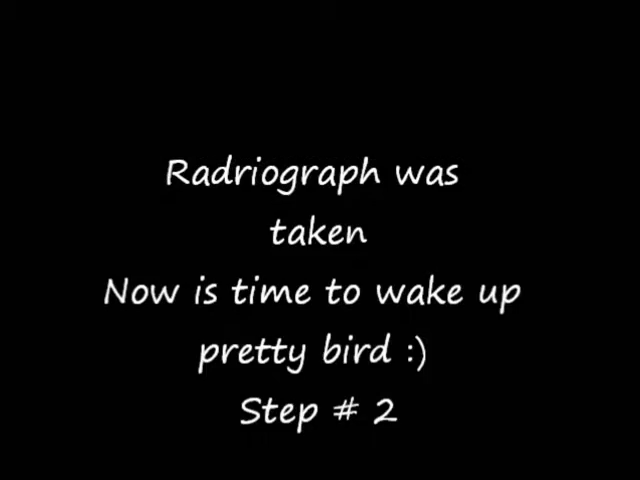 Radriograph was
taken
Now is time to wake up
pretty bird :)
Step # 2